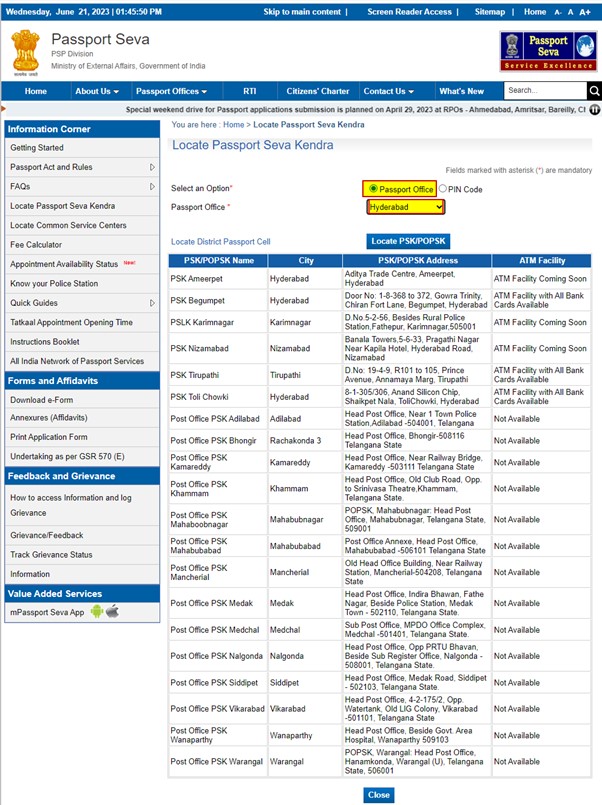 Wednesday, June 21, 2023 | 01:45:50 PM
Skip to main content | Screen Reader Access | Sitemap | Home A- A A+
Passport Seva
PSP Division
Ministry of External Affairs, Government of India
Passport
Seva
Service Excellence
Home About Us Passport Offices RTI Citizens' Charter Contact Us What's New Search...
Special weekend drive for Passport applications submission is planned on April 29, 2023 at RPOs - Ahmedabad, Amritsar, Bareilly, Ch
Information Corner
Getting Started
Passport Act and Rules
FAQs
Locate Passport Seva Kendra
Locate Common Service Centers
Fee Calculator
Appointment Availability Status New!
Know your Police Station
Quick Guides
Tatkaal Appointment Opening Time
Instructions Booklet
All India Network of Passport Services
Forms and Affidavits
Download e-Form
Annexures (Affidavits)
Print Application Form
Undertaking as per GSR 570 (E)
Feedback and Grievance
How to access Information and log
Grievance
Grievance/Feedback
Track Grievance Status
Information
Value Added Services
mPassport Seva App
You are here : Home > Locate Passport Seva Kendra
Locate Passport Seva Kendra
Fields marked with asterisk (*) are mandatory
Select an Option* Passport Office PIN Code
Passport Office * Hyderabad
Locate District Passport Cell Locate PSK/POPSK
PSK/POPSK Name City PSK/POPSK Address ATM Facility
PSK Ameerpet Hyderabad Aditya Trade Centre, Ameerpet, ATM Facility Coming Soon
Hyderabad
PSK Begumpet Hyderabad Door No: 1-8-368 to 372, Gowra Trinity, ATM Facility with All Bank
Chiran Fort Lane, Begumpet, Hyderabad Cards Available
PSLK Karimnagar Karimnagar D.No.5-2-56, Besides Rural Police ATM Facility Coming Soon
Station,Fathepur, Karimnagar,505001
PSK Nizamabad Nizamabad Banala Towers,5-6-33, Pragathi Nagar ATM Facility Coming Soon
Near Kapila Hotel, Hyderabad Road,
Nizamabad
PSK Tirupathi Tirupathi D.No: 19-4-9, R101 to 105, Prince ATM Facility with All Bank
Avenue, Annamaya Marg, Tirupathi Cards Available
PSK Toli Chowki Hyderabad 8-1-305/306, Anand Silicon Chip, ATM Facility with All Bank
Shaikpet Nala, ToliChowki, Hyderabad Cards Available
Post Office PSK Adilabad Adilabad Head Post Office, Near 1 Town Police Not Available
Station,Adilabad -504001, Telangana
Post Office PSK Bhongir Rachakonda 3 Head Post Office, Bhongir-508116 Not Available
Telangana State
Post Office PSK Kamareddy Head Post Office, Near Railway Bridge, Not Available
Kamareddy Kamareddy -503111 Telangana State
Post Office PSK Khammam Head Post Office, Old Club Road, Opp. Not Available
Khammam to Srinivasa Theatre,Khammam,
Telangana State.
Post Office PSK Mahabubnagar POPSK, Mahabubnagar: Head Post Not Available
Mahaboobnagar Office, Mahabubnagar, Telangana State,
509001
Post Office PSK Mahabubabad Post Office Annexe, Head Post Office, Not Available
Mahabubabad Mahabubabad -506101 Telangana State
Post Office PSK Mancherial Old Head Office Building, Near Railway Not Available
Mancherial Station, Mancherial-504208, Telangana
State
Post Office PSK Medak Medak Head Post Office, Indira Bhawan, Fathe Not Available
Nagar, Beside Police Station, Medak
Town - 502110, Telangana State.
Post Office PSK Medchal Medchal Sub Post Office, MPDO Office Complex, Not Available
Medchel -501401, Telangana State.
Post Office PSK Nalgonda Nalgonda Head Post Office, Opp PRTU Bhavan, Not Available
Beside Sub Register Office, Nalgonda -
508001, Telangana State.
Post Office PSK Siddipet Siddipet Head Post Office, Medak Road, Siddipet Not Available
- 502103, Telangana State.
Post Office PSK Vikarabad Vikarabad Head Post Office, 4-2-175/2, Opp. Not Available
Watertank, Old LIG Colony, Vikarabad
-501101, Telangana State
Post Office PSK Wanaparthy Head Post Office, Beside Govt. Area Not Available
Wanaparthy Hospital, Wanaparthy 509103
Post Office PSK Warangal Warangal POPSK, Warangal: Head Post Office, Not Available
Hanamkonda, Warangal (U), Telangana
State, 506001
Close